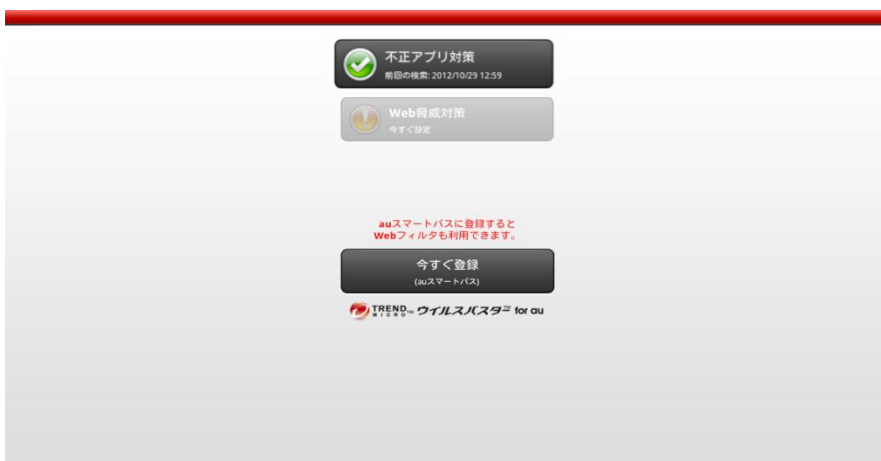 不正アプリ対策
前回の検索: 2012/10/29 12:59
Web脅威対策
今すぐ設定
auスマートパスに登録すると
Webフィルタも利用できます。
今すぐ登録
(auスマートパス)
TREND MICRO™ ウイルスバスター™ for au